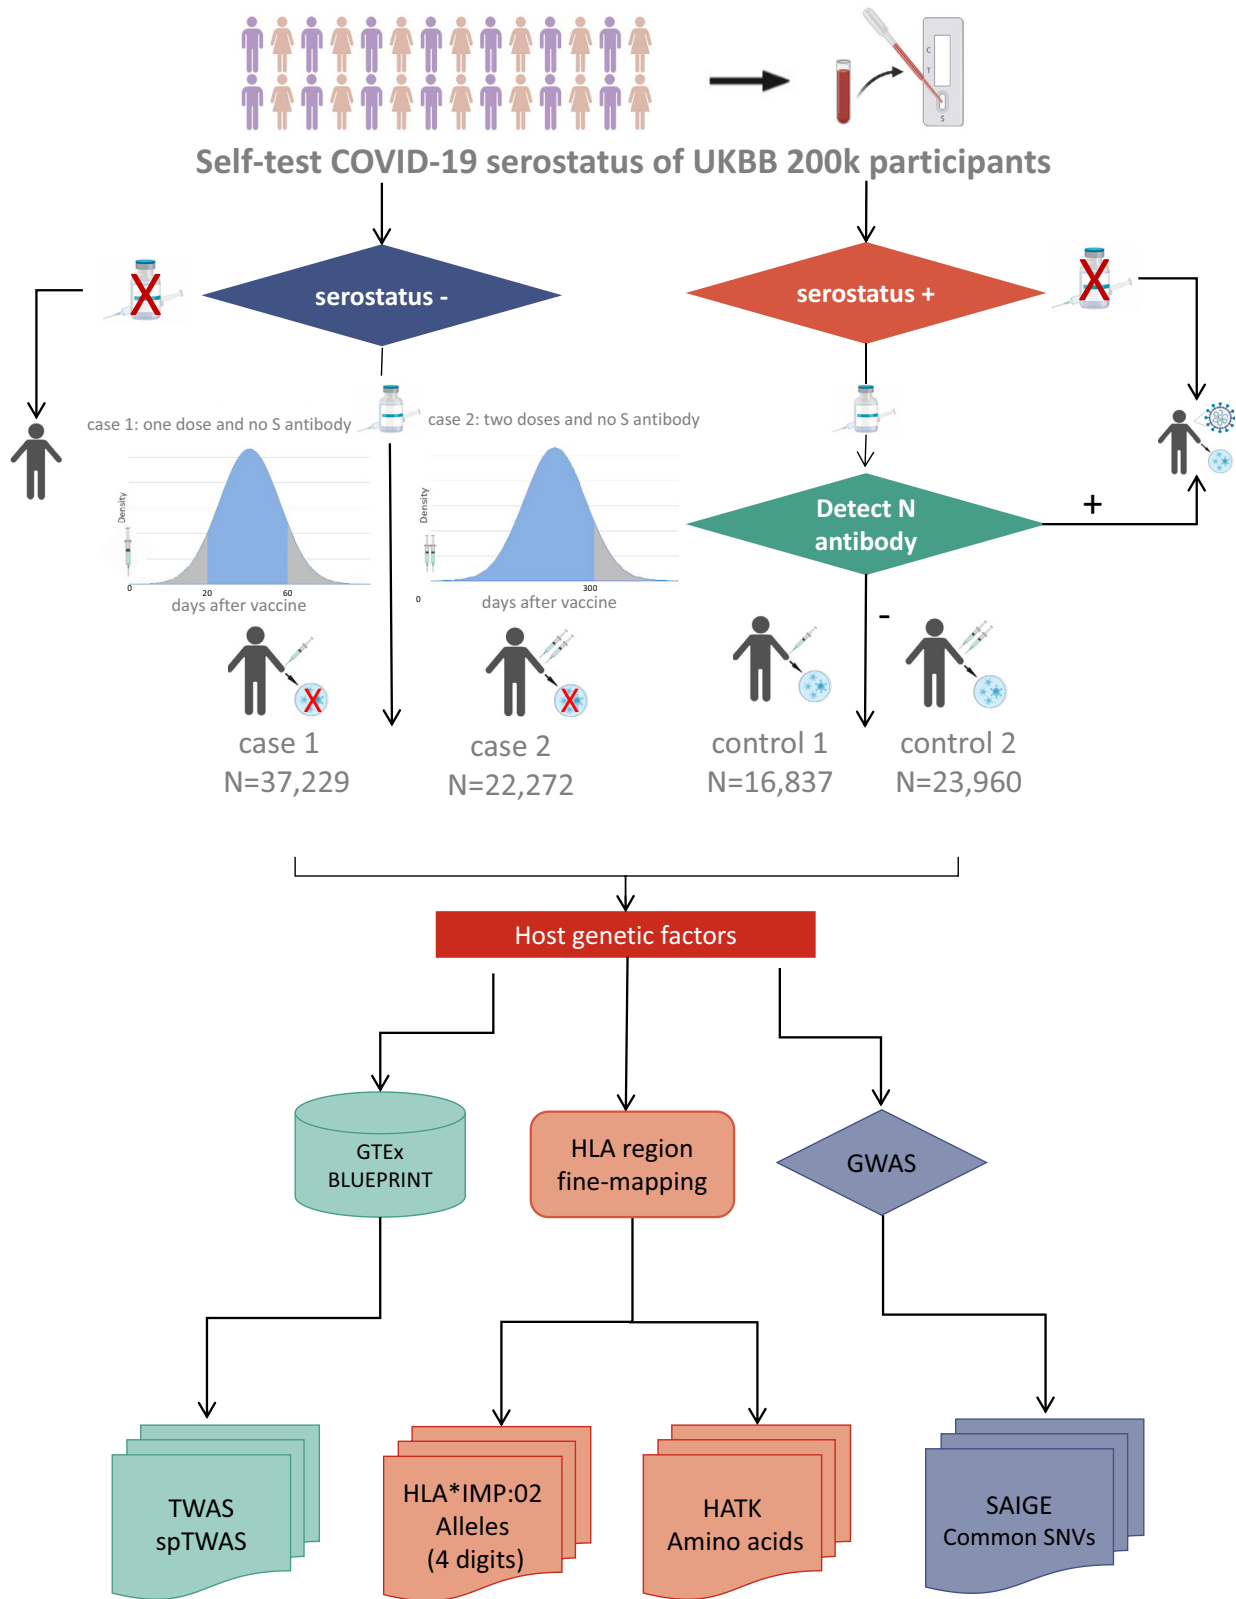 C
T
S
Self-test COVID-19 serostatus of UKBB 200k participants
X
serostatus -
serostatus +
X
case 1: one dose and no S antibody
case 2: two doses and no S antibody
Density
0
20
60
days after vaccine
Density
0
300
days after vaccine
Detect N
antibody
+
-
X
X
case 1
N=37,229
case 2
N=22,272
control 1
N=16,837
control 2
N=23,960
Host genetic factors
GTEx
BLUEPRINT
HLA region
fine-mapping
GWAS
TWAS
spTWAS
HLA*IMP:02
Alleles
(4 digits)
HATK
Amino acids
SAIGE
Common SNVs